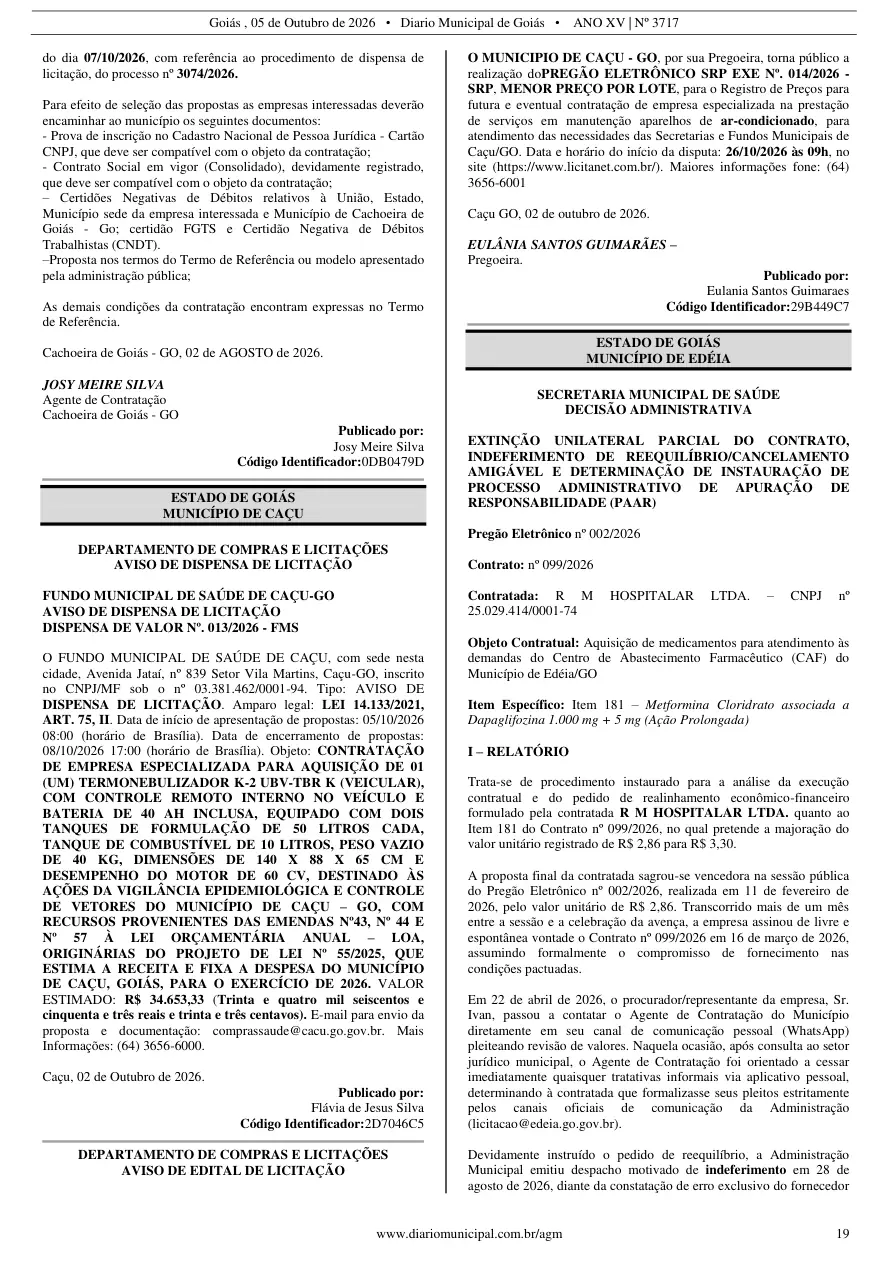 Goiás , 05 de Outubro de 2026 • Diario Municipal de Goiás • ANO XV | Nº 3717
do dia 07/10/2026, com referência ao procedimento de dispensa de
licitação, do processo nº 3074/2026.
Para efeito de seleção das propostas as empresas interessadas deverão
encaminhar ao município os seguintes documentos:
- Prova de inscrição no Cadastro Nacional de Pessoa Jurídica - Cartão
CNPJ, que deve ser compatível com o objeto da contratação;
- Contrato Social em vigor (Consolidado), devidamente registrado,
que deve ser compatível com o objeto da contratação;
– Certidões Negativas de Débitos relativos à União, Estado,
Município sede da empresa interessada e Município de Cachoeira de
Goiás - Go; certidão FGTS e Certidão Negativa de Débitos
Trabalhistas (CNDT).
–Proposta nos termos do Termo de Referência ou modelo apresentado
pela administração pública;
As demais condições da contratação encontram expressas no Termo
de Referência.
Cachoeira de Goiás - GO, 02 de AGOSTO de 2026.
JOSY MEIRE SILVA
Agente de Contratação
Cachoeira de Goiás - GO
Publicado por:
Josy Meire Silva
Código Identificador:0DB0479D
ESTADO DE GOIÁS
MUNICÍPIO DE CAÇU
DEPARTAMENTO DE COMPRAS E LICITAÇÕES
AVISO DE DISPENSA DE LICITAÇÃO
FUNDO MUNICIPAL DE SAÚDE DE CAÇU-GO
AVISO DE DISPENSA DE LICITAÇÃO
DISPENSA DE VALOR Nº. 013/2026 - FMS
O FUNDO MUNICIPAL DE SAÚDE DE CAÇU, com sede nesta
cidade, Avenida Jataí, nº 839 Setor Vila Martins, Caçu-GO, inscrito
no CNPJ/MF sob o nº 03.381.462/0001-94. Tipo: AVISO DE
DISPENSA DE LICITAÇÃO. Amparo legal: LEI 14.133/2021,
ART. 75, II. Data de início de apresentação de propostas: 05/10/2026
08:00 (horário de Brasília). Data de encerramento de propostas:
08/10/2026 17:00 (horário de Brasília). Objeto: CONTRATAÇÃO
DE EMPRESA ESPECIALIZADA PARA AQUISIÇÃO DE 01
(UM) TERMONEBULIZADOR K-2 UBV-TBR K (VEICULAR),
COM CONTROLE REMOTO INTERNO NO VEÍCULO E
BATERIA DE 40 AH INCLUSA, EQUIPADO COM DOIS
TANQUES DE FORMULAÇÃO DE 50 LITROS CADA,
TANQUE DE COMBUSTÍVEL DE 10 LITROS, PESO VAZIO
DE 40 KG, DIMENSÕES DE 140 X 88 X 65 CM E
DESEMPENHO DO MOTOR DE 60 CV, DESTINADO ÀS
AÇÕES DA VIGILÂNCIA EPIDEMIOLÓGICA E CONTROLE
DE VETORES DO MUNICÍPIO DE CAÇU – GO, COM
RECURSOS PROVENIENTES DAS EMENDAS Nº43, Nº 44 E
Nº 57 À LEI ORÇAMENTÁRIA ANUAL – LOA,
ORIGINÁRIAS DO PROJETO DE LEI Nº 55/2025, QUE
ESTIMA A RECEITA E FIXA A DESPESA DO MUNICÍPIO
DE CAÇU, GOIÁS, PARA O EXERCÍCIO DE 2026. VALOR
ESTIMADO: R$ 34.653,33 (Trinta e quatro mil seiscentos e
cinquenta e três reais e trinta e três centavos). E-mail para envio da
proposta e documentação: comprassaude@cacu.go.gov.br. Mais
Informações: (64) 3656-6000.
Caçu, 02 de Outubro de 2026.
Publicado por:
Flávia de Jesus Silva
Código Identificador:2D7046C5
DEPARTAMENTO DE COMPRAS E LICITAÇÕES
AVISO DE EDITAL DE LICITAÇÃO
O MUNICIPIO DE CAÇU - GO, por sua Pregoeira, torna público a
realização doPREGÃO ELETRÔNICO SRP EXE Nº. 014/2026 -
SRP, MENOR PREÇO POR LOTE, para o Registro de Preços para
futura e eventual contratação de empresa especializada na prestação
de serviços em manutenção aparelhos de ar-condicionado, para
atendimento das necessidades das Secretarias e Fundos Municipais de
Caçu/GO. Data e horário do início da disputa: 26/10/2026 às 09h, no
site (https://www.licitanet.com.br/). Maiores informações fone: (64)
3656-6001
Caçu GO, 02 de outubro de 2026.
EULÂNIA SANTOS GUIMARÃES –
Pregoeira.
Publicado por:
Eulania Santos Guimaraes
Código Identificador:29B449C7
ESTADO DE GOIÁS
MUNICÍPIO DE EDÉIA
SECRETARIA MUNICIPAL DE SAÚDE
DECISÃO ADMINISTRATIVA
EXTINÇÃO UNILATERAL PARCIAL DO CONTRATO,
INDEFERIMENTO DE REEQUILÍBRIO/CANCELAMENTO
AMIGÁVEL E DETERMINAÇÃO DE INSTAURAÇÃO DE
PROCESSO ADMINISTRATIVO DE APURAÇÃO DE
RESPONSABILIDADE (PAAR)
Pregão Eletrônico nº 002/2026
Contrato: nº 099/2026
Contratada: R M HOSPITALAR LTDA. – CNPJ nº
25.029.414/0001-74
Objeto Contratual: Aquisição de medicamentos para atendimento às
demandas do Centro de Abastecimento Farmacêutico (CAF) do
Município de Edéia/GO
Item Específico: Item 181 – Metformina Cloridrato associada a
Dapaglifozina 1.000 mg + 5 mg (Ação Prolongada)
I – RELATÓRIO
Trata-se de procedimento instaurado para a análise da execução
contratual e do pedido de realinhamento econômico-financeiro
formulado pela contratada R M HOSPITALAR LTDA. quanto ao
Item 181 do Contrato nº 099/2026, no qual pretende a majoração do
valor unitário registrado de R$ 2,86 para R$ 3,30.
A proposta final da contratada sagrou-se vencedora na sessão pública
do Pregão Eletrônico nº 002/2026, realizada em 11 de fevereiro de
2026, pelo valor unitário de R$ 2,86. Transcorrido mais de um mês
entre a sessão e a celebração da avença, a empresa assinou de livre e
espontânea vontade o Contrato nº 099/2026 em 16 de março de 2026,
assumindo formalmente o compromisso de fornecimento nas
condições pactuadas.
Em 22 de abril de 2026, o procurador/representante da empresa, Sr.
Ivan, passou a contatar o Agente de Contratação do Município
diretamente em seu canal de comunicação pessoal (WhatsApp)
pleiteando revisão de valores. Naquela ocasião, após consulta ao setor
jurídico municipal, o Agente de Contratação foi orientado a cessar
imediatamente quaisquer tratativas informais via aplicativo pessoal,
determinando à contratada que formalizasse seus pleitos estritamente
pelos canais oficiais de comunicação da Administração
(licitacao@edeia.go.gov.br).
Devidamente instruído o pedido de reequilíbrio, a Administração
Municipal emitiu despacho motivado de indeferimento em 28 de
agosto de 2026, diante da constatação de erro exclusivo do fornecedor
www.diariomunicipal.com.br/agm
19